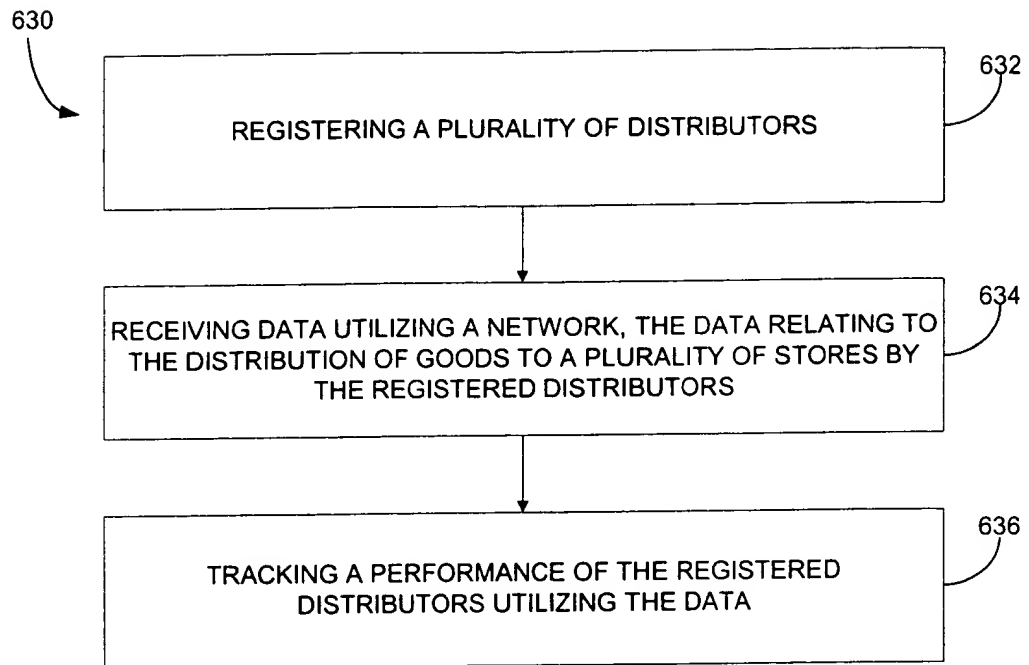 630
632
REGISTERING A PLURALITY OF DISTRIBUTORS
634
RECEIVING DATA UTILIZING A NETWORK, THE DATA RELATING TO
THE DISTRIBUTION OF GOODS TO A PLURALITY OF STORES BY
THE REGISTERED DISTRIBUTORS
636
TRACKING A PERFORMANCE OF THE REGISTERED
DISTRIBUTORS UTILIZING THE DATA